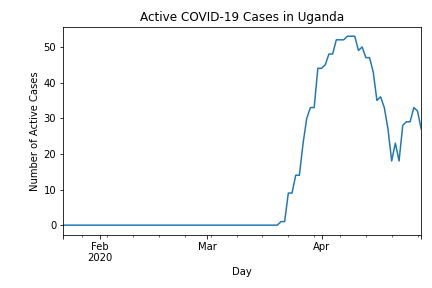 Active COVID-19 Cases in Uganda
50
40
30
20
10
0
Number of Active Cases
Feb
2020
Mar
Apr
Day